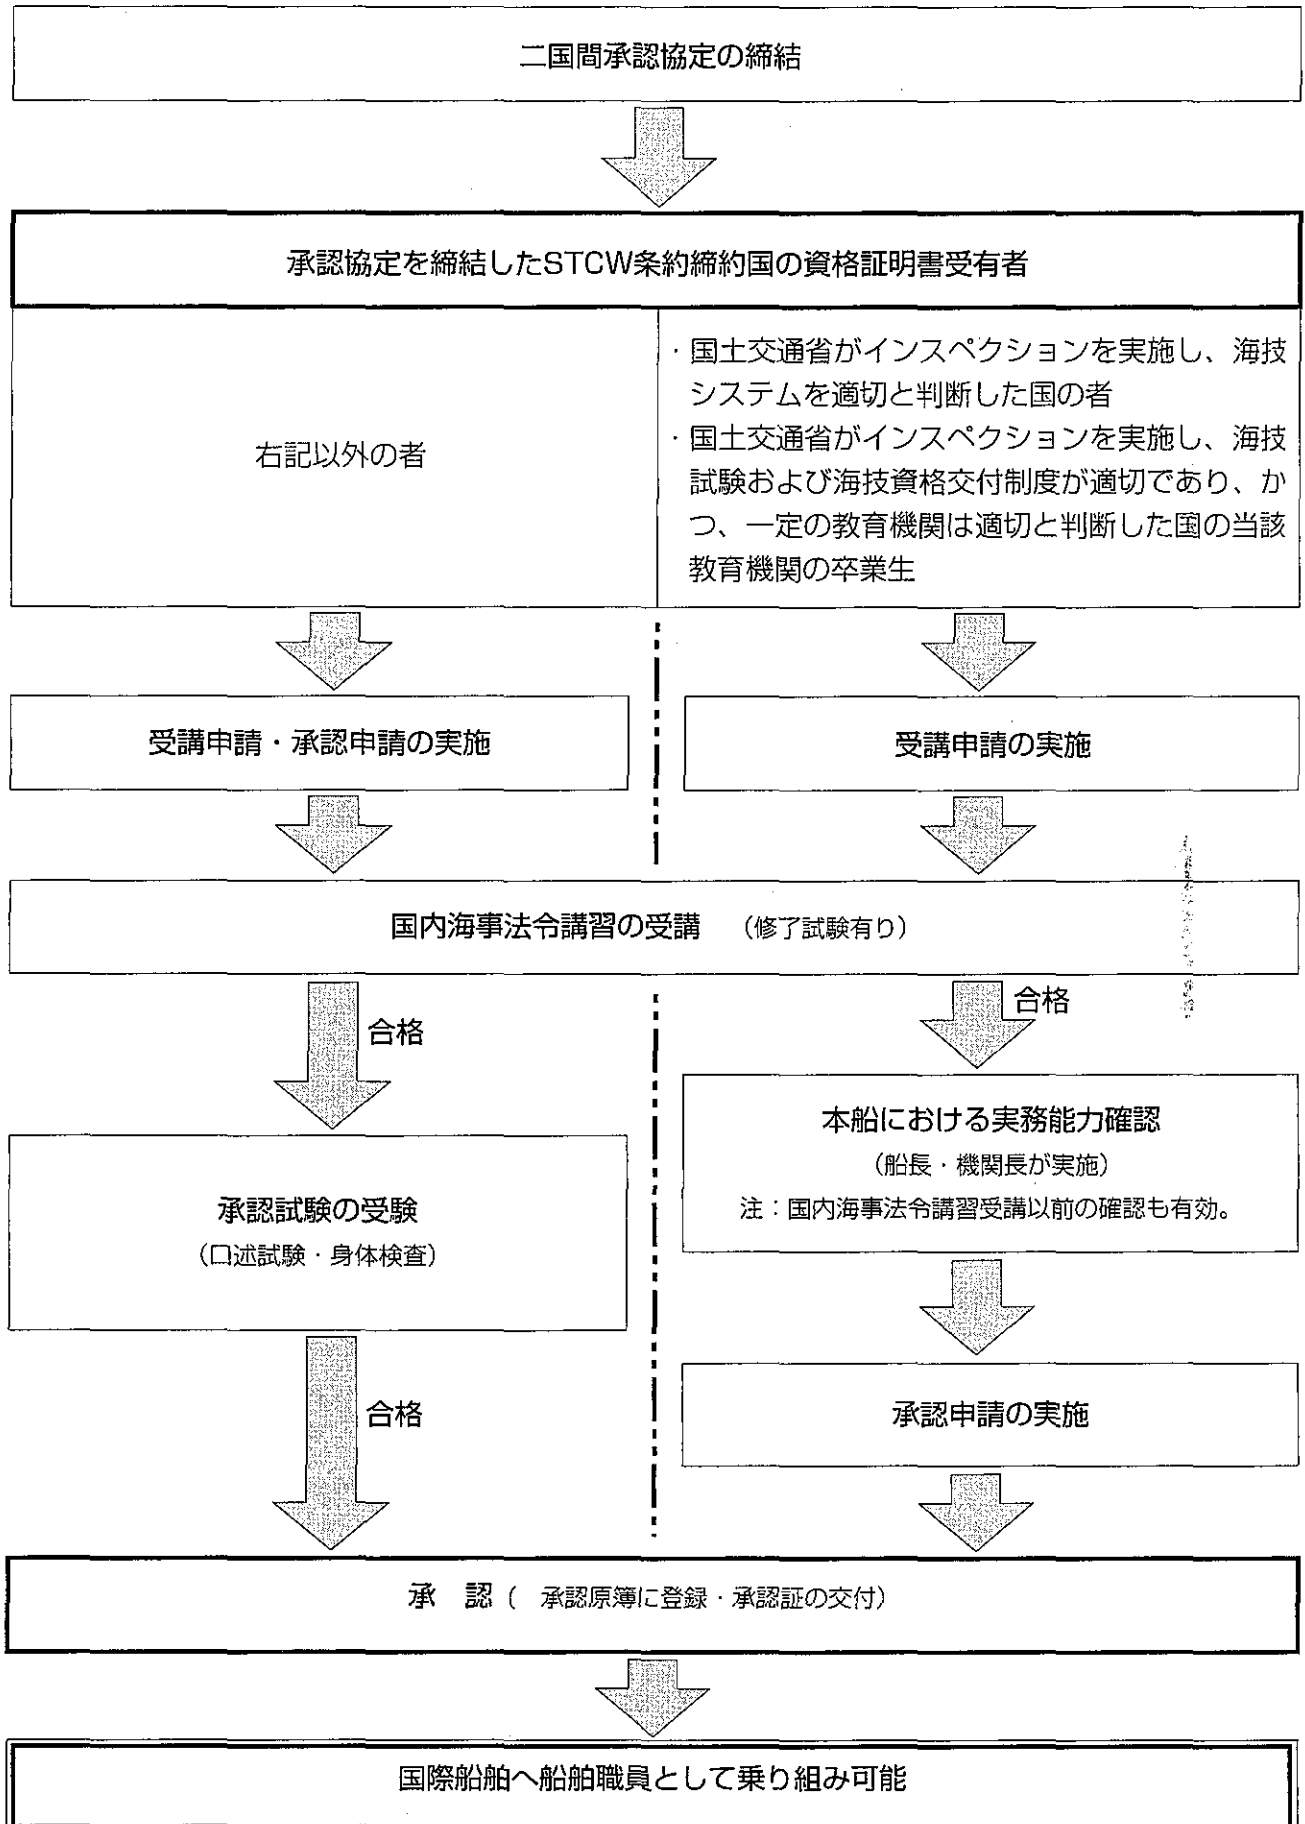 二国間承認協定の締結
承認協定を締結したSTCW条約締約国の資格証明書受有者
右記以外の者
・国土交通省がインスペクションを実施し、海技
システムを適切と判断した国の者
・国土交通省がインスペクションを実施し、海技
試験および海技資格交付制度が適切であり、か
つ、一定の教育機関は適切と判断した国の当該
教育機関の卒業生
受講申請・承認申請の実施
受講申請の実施
国内海事法令講習の受講 (修了試験有り)
合格
合格
本船における実務能力確認
(船長・機関長が実施)
注:国内海事法令講習受講以前の確認も有効。
承認試験の受験
(口述試験・身体検査)
合格
承認申請の実施
承 認( 承認原簿に登録・承認証の交付)
国際船舶へ船舶職員として乗り組み可能